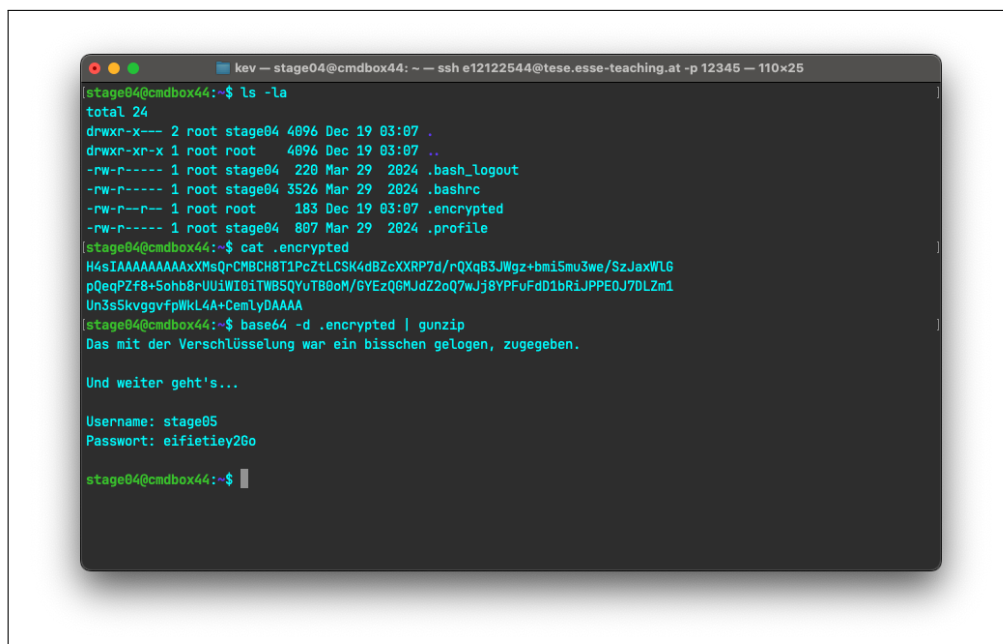 kev — stage04@cmdbox44: ~ — ssh e12122544@tese.esse-teaching.at -p 12345 — 110×25
[stage04@cmdbox44:~$ ls -la ]
total 24
drwxr-x--- 2 root stage04 4096 Dec 19 03:07 .
drwxr-xr-x 1 root root    4096 Dec 19 03:07 ..
-rw-r----- 1 root stage04  220 Mar 29  2024 .bash_logout
-rw-r----- 1 root stage04 3526 Mar 29  2024 .bashrc
-rw-r--r-- 1 root root     183 Dec 19 03:07 .encrypted
-rw-r----- 1 root stage04  807 Mar 29  2024 .profile
[stage04@cmdbox44:~$ cat .encrypted ]
H4sIAAAAAAAAAxXMsQrCMBCH8T1PcZtLCSK4dBZcXXRP7d/rQXqB3JWgz+bmi5mu3we/SzJaxWlG
pQeqPZf8+5ohb8rUUiWI0iTWB5QYuTB0oM/GYEzQGMJdZ2oQ7wJj8YPFuFdD1bRiJPPEOJ7DLZm1
Un3s5kvggvfpWkL4A+CemlyDAAAA
[stage04@cmdbox44:~$ base64 -d .encrypted | gunzip ]
Das mit der Verschlüsselung war ein bisschen gelogen, zugegeben.
Und weiter geht's...
Username: stage05
Passwort: eifietiey2Go
stage04@cmdbox44:~$